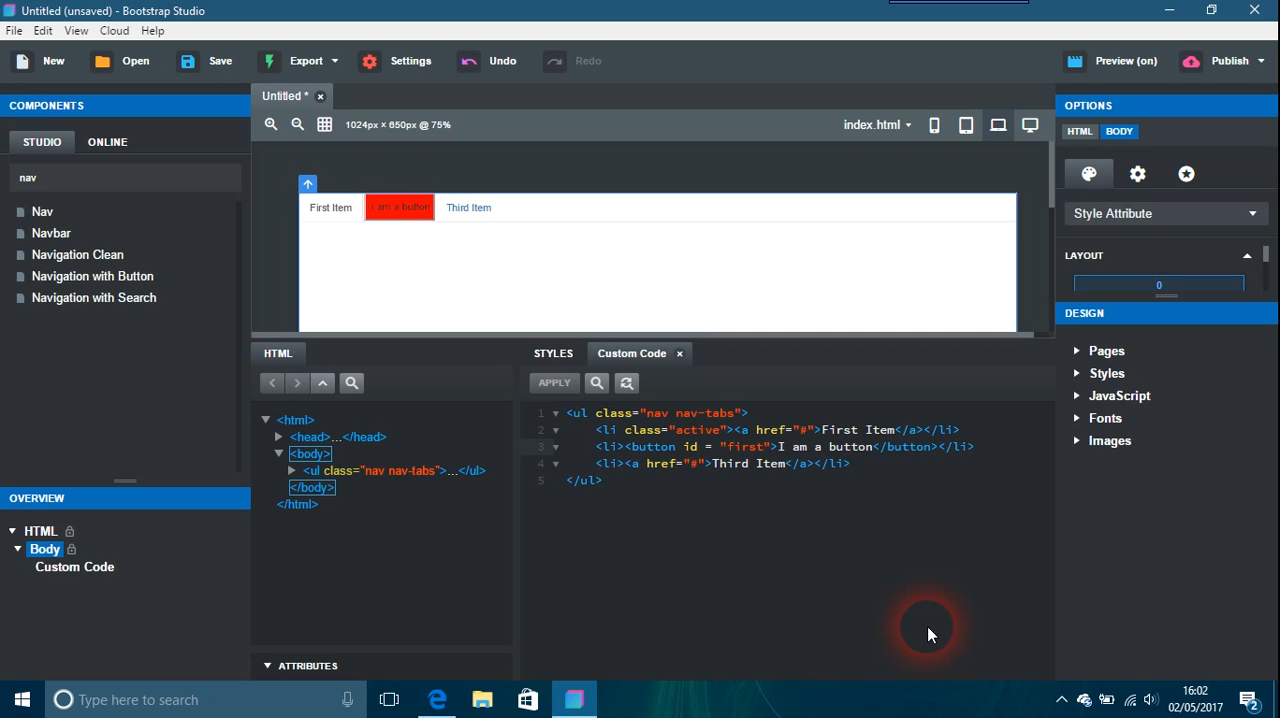 Untitled (unsaved) - Bootstrap Studio
File Edit View Cloud Help
New Open Save Export Settings Undo Redo Preview (on) Publish
COMPONENTS
STUDIO ONLINE
nav
Nav
Navbar
Navigation Clean
Navigation with Button
Navigation with Search
OVERVIEW
HTML
Body
Custom Code
Untitled *
1024px × 650px @ 75%
index.html
First Item I am a button Third Item
HTML
<html>
<head>...</head>
<body>
<ul class="nav nav-tabs">...</ul>
</body>
</html>
ATTRIBUTES
STYLES Custom Code
APPLY
1 <ul class="nav nav-tabs">
2 <li class="active"><a href="#">First Item</a></li>
3 <li><button id = "first">I am a button</button></li>
4 <li><a href="#">Third Item</a></li>
5 </ul>
OPTIONS
HTML BODY
Style Attribute
LAYOUT
0
DESIGN
Pages
Styles
JavaScript
Fonts
Images
Type here to search
16:02
02/05/2017
2